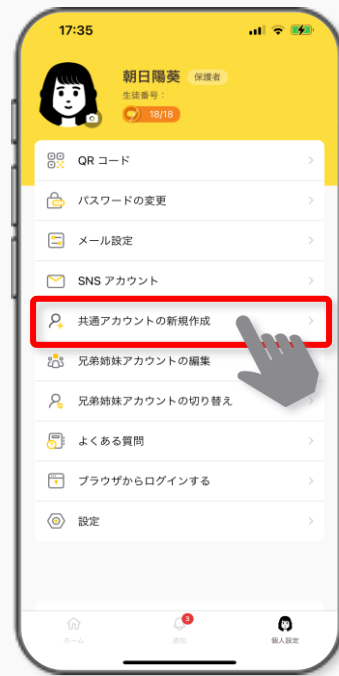 17:35
朝日陽葵 保護者
生徒番号：
18/18
QR コード
パスワードの変更
メール設定
SNS アカウント
共通アカウントの新規作成
兄弟姉妹アカウントの編集
兄弟姉妹アカウントの切り替え
よくある質問
ブラウザからログインする
設定
3
ホーム 通知 個人設定